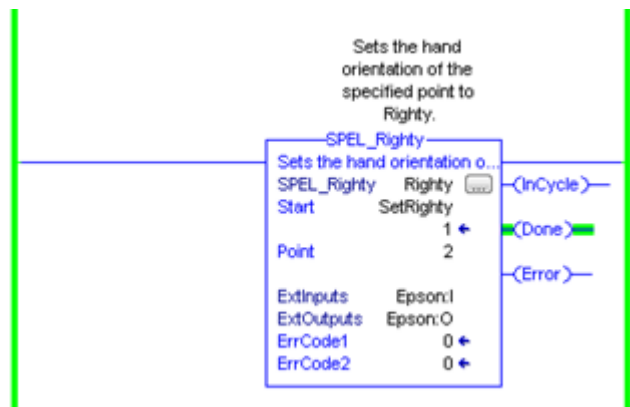 Sets the hand
orientation of the
specified point to
Righty.
SPEL_Righty
Sets the hand orientation o...
SPEL_Righty Righty ... (InCycle)
Start SetRighty
1 (Done)
Point 2
(Error)
ExtInputs Epson:I
ExtOutputs Epson:O
ErrCode1 0
ErrCode2 0